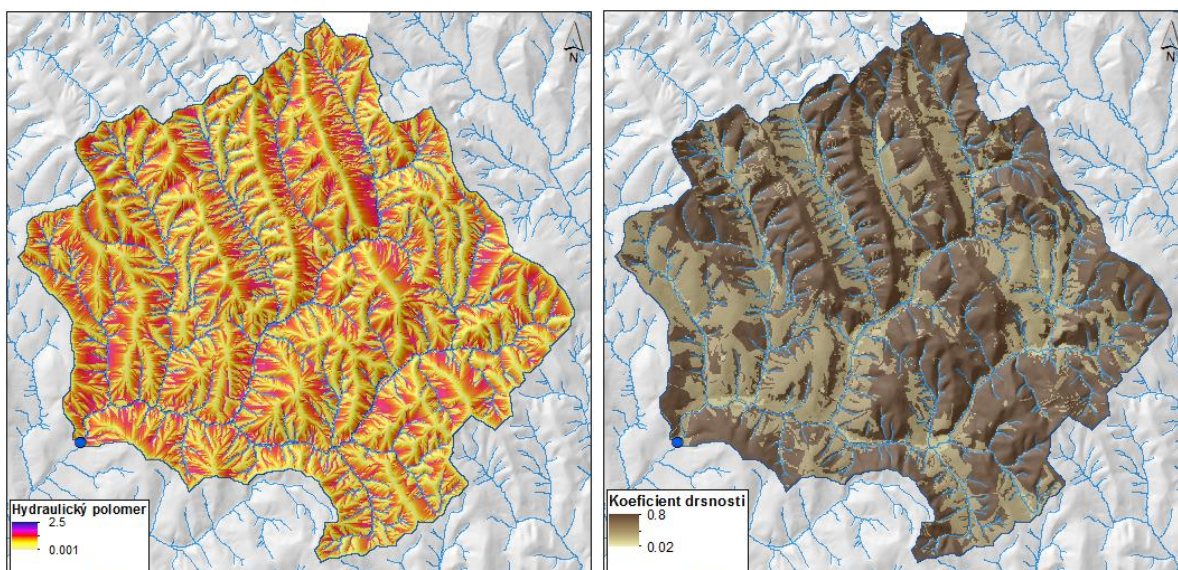 N
Hydraulický polomer
2.5
0.001
N
Koeficient drsnosti
0.8
0.02